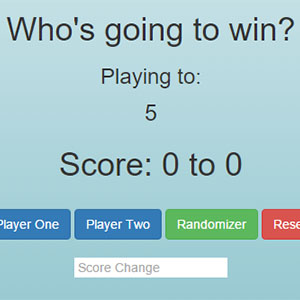 Who's going to win?
Playing to:
5
Score: 0 to 0
Player One Player Two Randomizer Rese
Score Change